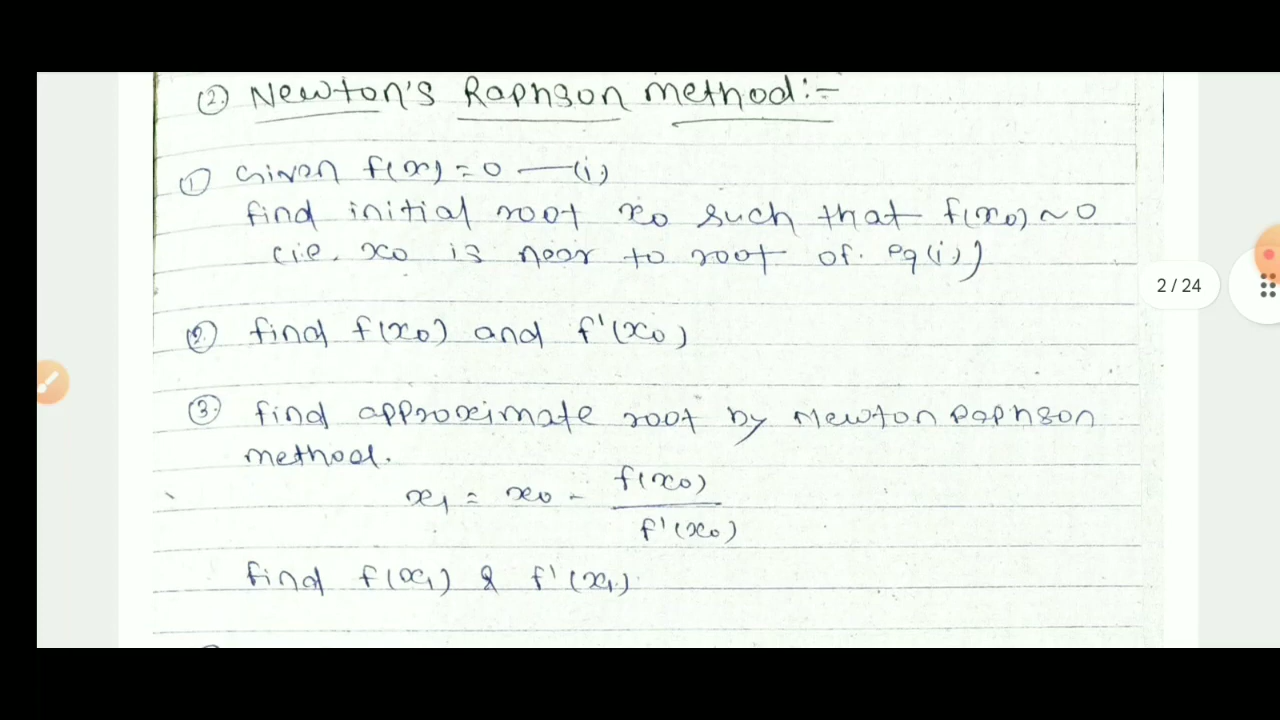 ② Newton's Raphson method:-
① Given f(x) = 0 —(i)
find initial root x₀ such that f(x₀) ~ 0
(i.e. x₀ is near to root of. eq(i))
② find f(x₀) and f'(x₀)
2 / 24
③ find approximate root by Newton Raphson
method.
x₁ = x₀ - f(x₀) / f'(x₀)
find f(x₁) & f'(x₁).